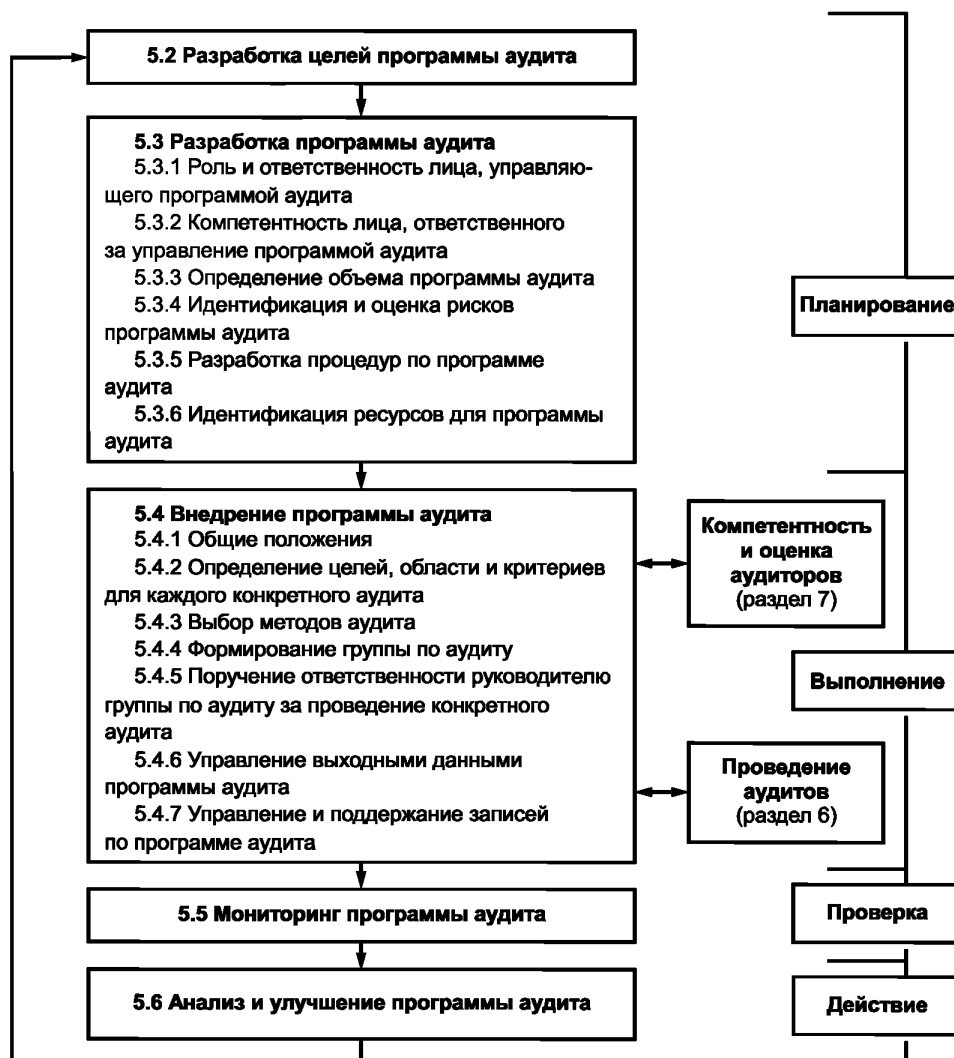 5.2 Разработка целей программы аудита
5.3 Разработка программы аудита
5.3.1 Роль и ответственность лица, управляю-
щего программой аудита
5.3.2 Компетентность лица, ответственного
за управление программой аудита
5.3.3 Определение объема программы аудита
5.3.4 Идентификация и оценка рисков
программы аудита
5.3.5 Разработка процедур по программе
аудита
5.3.6 Идентификация ресурсов для программы
аудита
Планирование
5.4 Внедрение программы аудита
5.4.1 Общие положения
5.4.2 Определение целей, области и критериев
для каждого конкретного аудита
5.4.3 Выбор методов аудита
5.4.4 Формирование группы по аудиту
5.4.5 Поручение ответственности руководителю
группы по аудиту за проведение конкретного
аудита
5.4.6 Управление выходными данными
программы аудита
5.4.7 Управление и поддержание записей
по программе аудита
Компетентность
и оценка
аудиторов
(раздел 7)
Выполнение
Проведение
аудитов
(раздел 6)
5.5 Мониторинг программы аудита
Проверка
5.6 Анализ и улучшение программы аудита
Действие